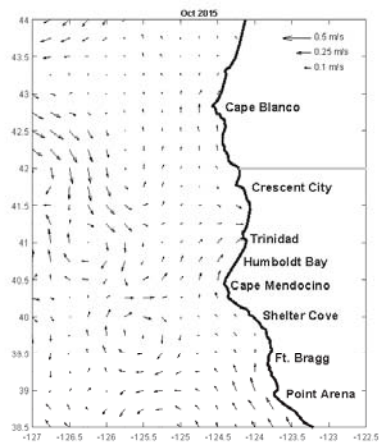 Oct 2015
44
43.5
43
42.5
42
41.5
41
40.5
40
39.5
39
38.5
0.5 m/s
0.25 m/s
0.1 m/s
Cape Blanco
Crescent City
Trinidad
Humboldt Bay
Cape Mendocino
Shelter Cove
Ft. Bragg
Point Arena
-127
-126.5
-126
-125.5
-125
-124.5
-124
-123.5
-123
-122.5